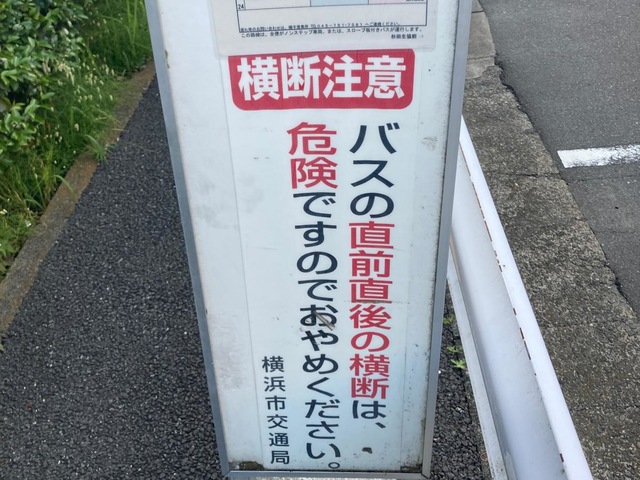 24
横断注意
バスの直前直後の横断は、
危険ですのでおやめください。
横浜市交通局